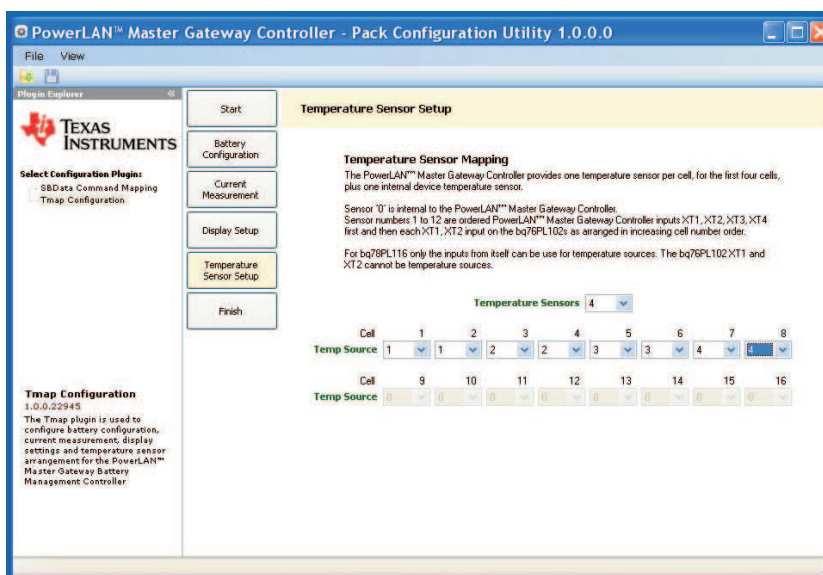 PowerLAN™ Master Gateway Controller - Pack Configuration Utility 1.0.0.0
File View
Plugin Explorer «
TEXAS
INSTRUMENTS
Select Configuration Plugin:
SBData Command Mapping
Tmap Configuration
Tmap Configuration
1.0.0.22945
The Tmap plugin is used to
configure battery configuration,
current measurement, display
settings and temperature sensor
arrangement for the PowerLAN™
Master Gateway Battery
Management Controller
Start
Battery
Configuration
Current
Measurement
Display Setup
Temperature
Sensor Setup
Finish
Temperature Sensor Setup
Temperature Sensor Mapping
The PowerLAN™ Master Gateway Controller provides one temperature sensor per cell, for the first four cells,
plus one internal device temperature sensor.
Sensor '0' is internal to the PowerLAN™ Master Gateway Controller.
Sensor numbers 1 to 12 are ordered PowerLAN™ Master Gateway Controller inputs XT1, XT2, XT3, XT4
first and then each XT1, XT2 input on the bq76PL102s as arranged in increasing cell number order.
For bq78PL116 only the inputs from itself can be use for temperature sources. The bq76PL102 XT1 and
XT2 cannot be temperature sources.
Temperature Sensors 4
Cell 1 2 3 4 5 6 7 8
Temp Source 1 1 2 2 3 3 4 4
Cell 9 10 11 12 13 14 15 16
Temp Source 0 0 0 0 0 0 0 0